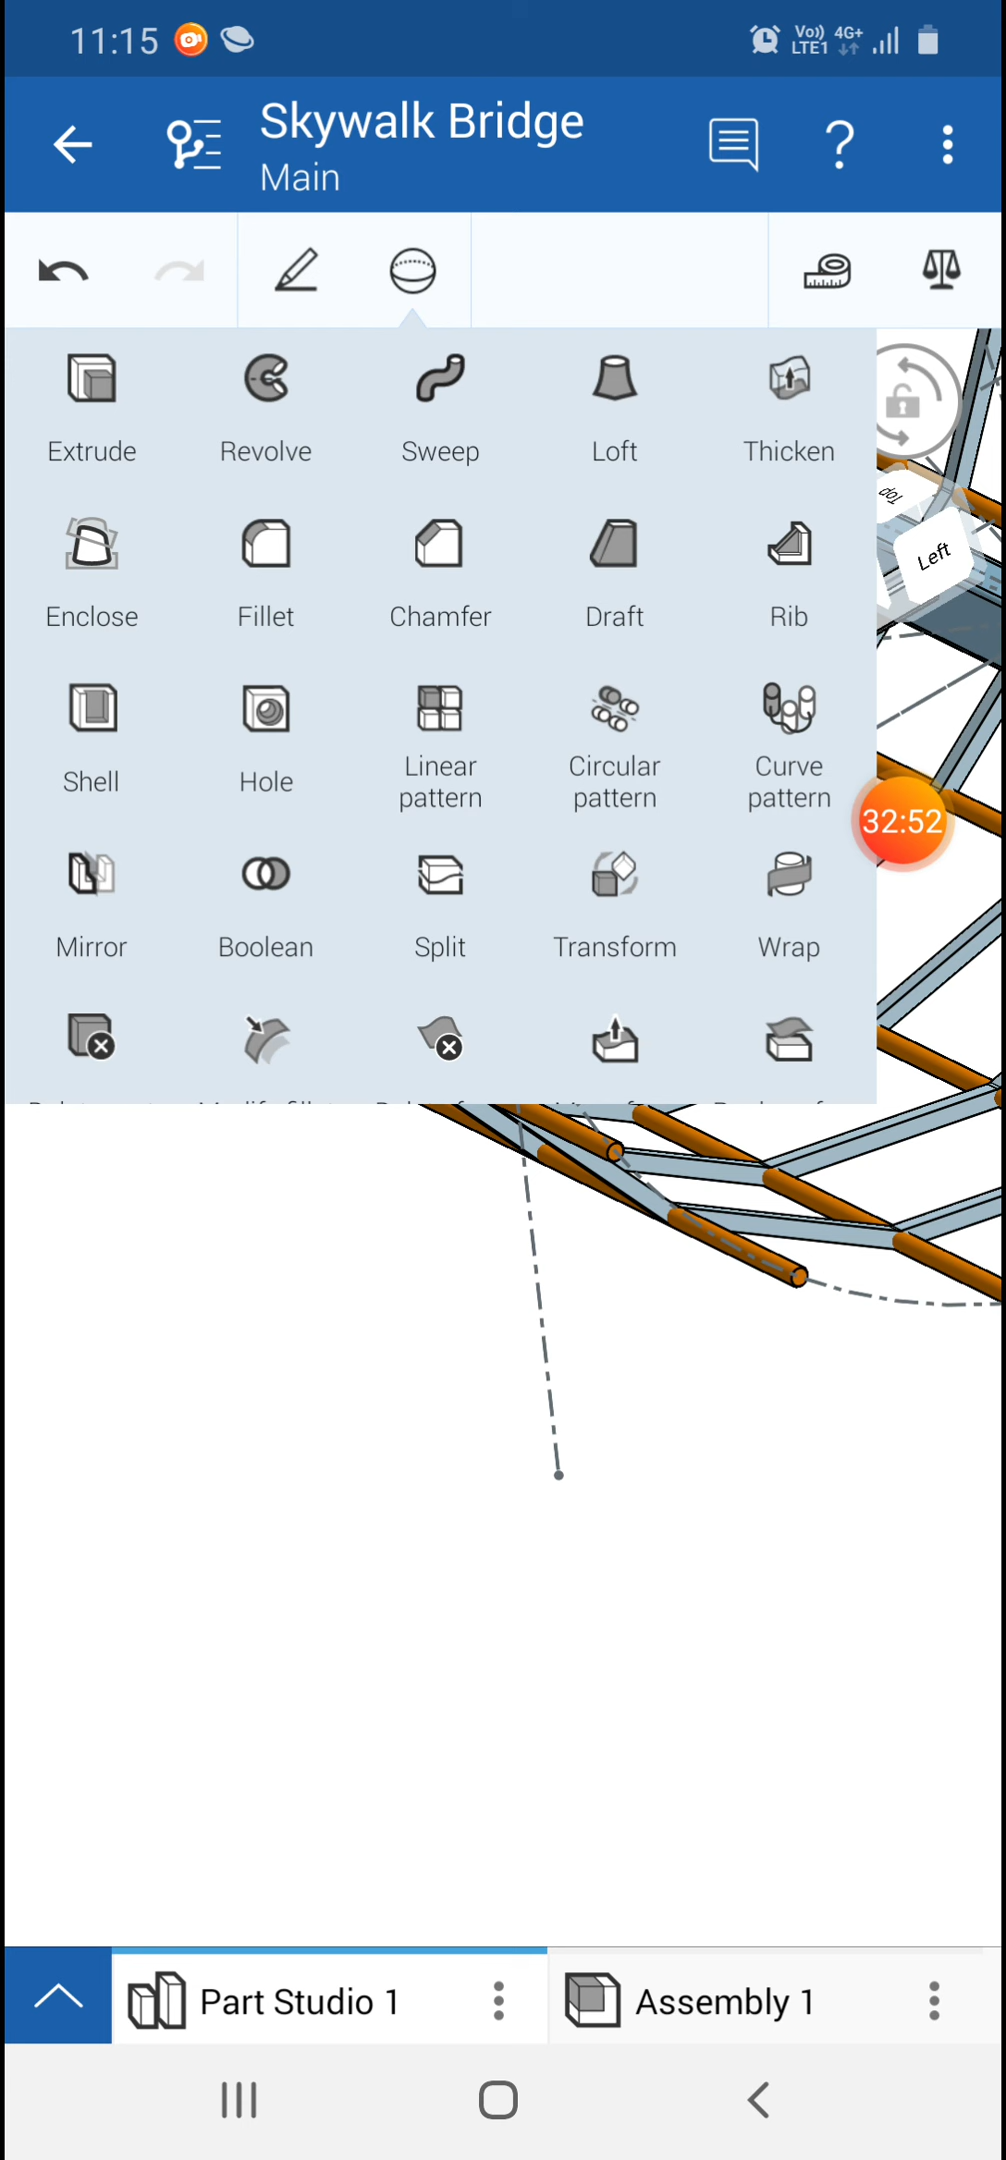 11:15
Vo)) 4G+
LTE1
Skywalk Bridge
Main
Extrude Revolve Sweep Loft Thicken
Top
Left
Enclose Fillet Chamfer Draft Rib
Shell Hole Linear pattern Circular pattern Curve pattern
32:52
Mirror Boolean Split Transform Wrap
Part Studio 1 Assembly 1